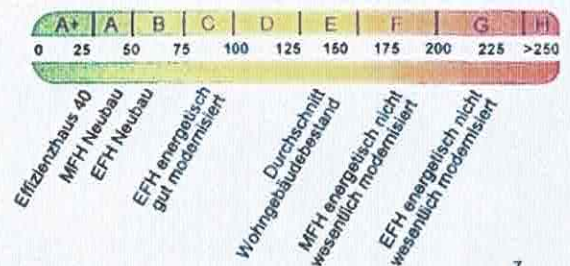 A+ A B C D E F G H
0 25 50 75 100 125 150 175 200 225 >250
Effizienzhaus 40
MFH Neubau
EFH Neubau
EFH energetisch
gut modernisiert
Durchschnitt
Wohngebäudebestand
MFH energetisch nicht
wesentlich modernisiert
EFH energetisch nicht
wesentlich modernisiert